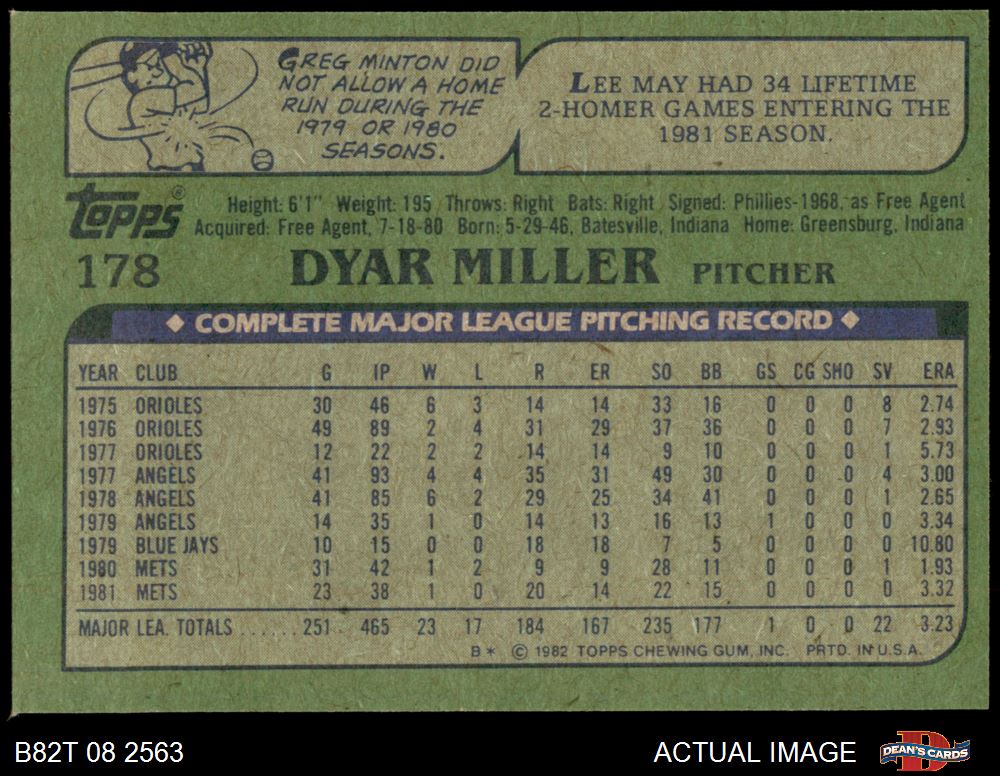 GREG MINTON DID
NOT ALLOW A HOME
RUN DURING THE
1979 OR 1980
SEASONS.
LEE MAY HAD 34 LIFETIME
2-HOMER GAMES ENTERING THE
1981 SEASON.
topps®
Height: 6'1" Weight: 195 Throws: Right Bats: Right Signed: Phillies-1968, as Free Agent
Acquired: Free Agent, 7-18-80 Born: 5-29-46, Batesville, Indiana Home: Greensburg, Indiana
178 DYAR MILLER PITCHER
◆ COMPLETE MAJOR LEAGUE PITCHING RECORD ◆
YEAR CLUB G IP W L R ER SO BB GS CG SHO SV ERA
1975 ORIOLES 30 46 6 3 14 14 33 16 0 0 0 8 2.74
1976 ORIOLES 49 89 2 4 31 29 37 36 0 0 0 7 2.93
1977 ORIOLES 12 22 2 2 14 14 9 10 0 0 0 1 5.73
1977 ANGELS 41 93 4 4 35 31 49 30 0 0 0 4 3.00
1978 ANGELS 41 85 6 2 29 25 34 41 0 0 0 1 2.65
1979 ANGELS 14 35 1 0 14 13 16 13 1 0 0 0 3.34
1979 BLUE JAYS 10 15 0 0 18 18 7 5 0 0 0 0 10.80
1980 METS 31 42 1 2 9 9 28 11 0 0 0 1 1.93
1981 METS 23 38 1 0 20 14 22 15 0 0 0 0 3.32
MAJOR LEA. TOTALS ...... 251 465 23 17 184 167 235 177 1 0 0 22 3.23
B* © 1982 TOPPS CHEWING GUM, INC. PRTD. IN U.S.A.
B82T 08 2563
ACTUAL IMAGE
D
DEAN'S CARDS